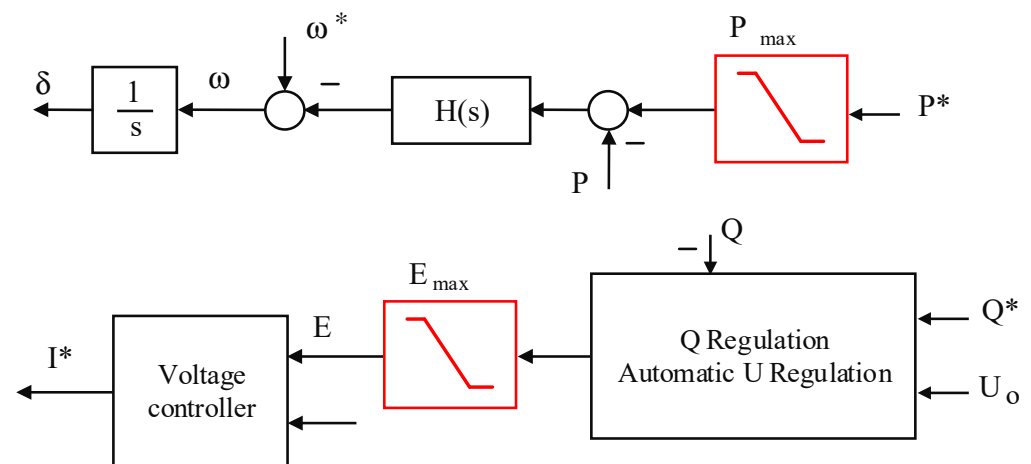 ω*
P max
δ
1
s
ω
−
H(s)
−
P*
P
− Q
E max
Q*
I*
E
Voltage
controller
Q Regulation
Automatic U Regulation
U o